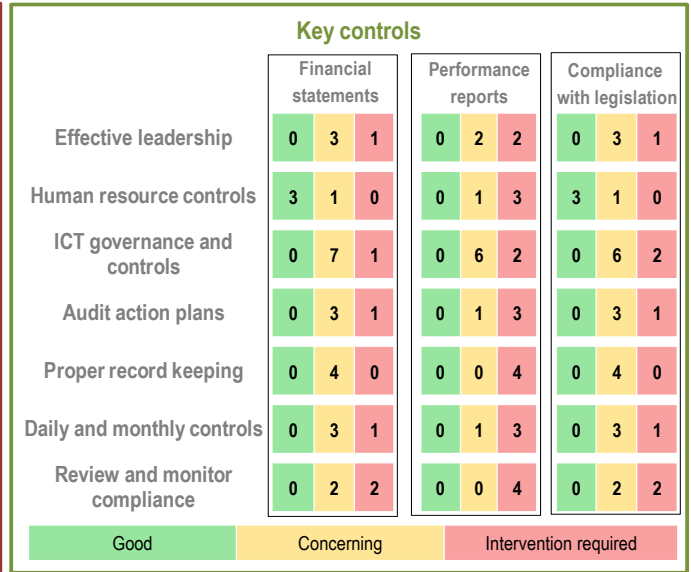 Key controls
Financial statements
Performance reports
Compliance with legislation
Effective leadership 0 3 1 0 2 2 0 3 1
Human resource controls 3 1 0 0 1 3 3 1 0
ICT governance and controls 0 7 1 0 6 2 0 6 2
Audit action plans 0 3 1 0 1 3 0 3 1
Proper record keeping 0 4 0 0 0 4 0 4 0
Daily and monthly controls 0 3 1 0 1 3 0 3 1
Review and monitor compliance 0 2 2 0 0 4 0 2 2
Good Concerning Intervention required